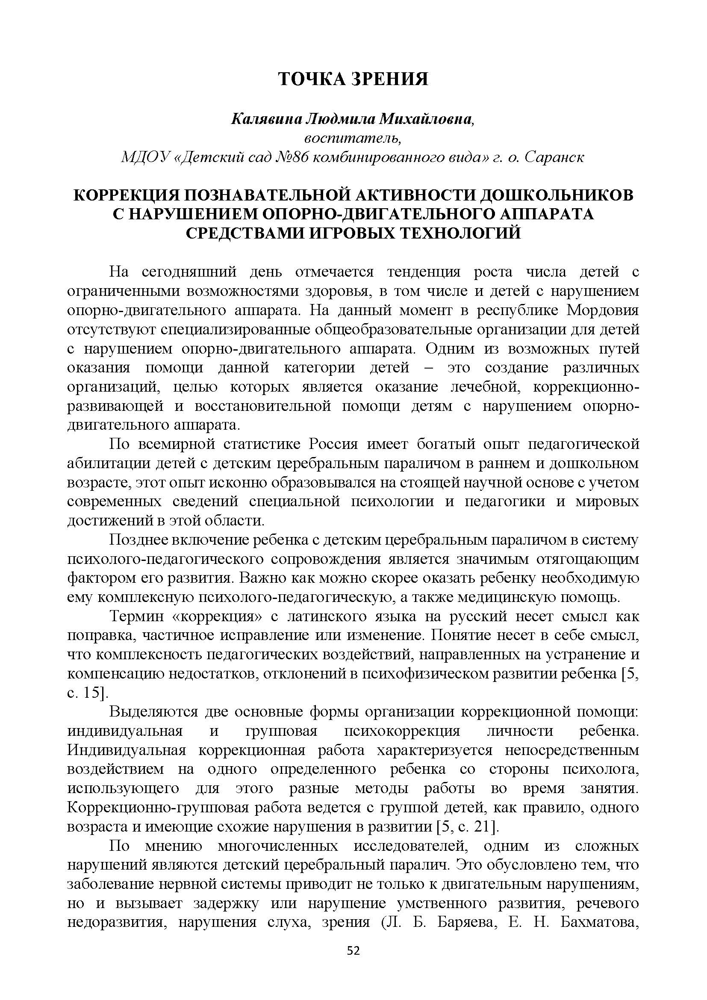 ТОЧКА ЗРЕНИЯ
Калявина Людмила Михайловна,
воспитатель,
МДОУ «Детский сад №86 комбинированного вида» г. о. Саранск
КОРРЕКЦИЯ ПОЗНАВАТЕЛЬНОЙ АКТИВНОСТИ ДОШКОЛЬНИКОВ
С НАРУШЕНИЕМ ОПОРНО-ДВИГАТЕЛЬНОГО АППАРАТА
СРЕДСТВАМИ ИГРОВЫХ ТЕХНОЛОГИЙ
На сегодняшний день отмечается тенденция роста числа детей с
ограниченными возможностями здоровья, в том числе и детей с нарушением
опорно-двигательного аппарата. На данный момент в республике Мордовия
отсутствуют специализированные общеобразовательные организации для детей
с нарушением опорно-двигательного аппарата. Одним из возможных путей
оказания помощи данной категории детей – это создание различных
организаций, целью которых является оказание лечебной, коррекционно-
развивающей и восстановительной помощи детям с нарушением опорно-
двигательного аппарата.
По всемирной статистике Россия имеет богатый опыт педагогической
абилитации детей с детским церебральным параличом в раннем и дошкольном
возрасте, этот опыт исконно образовывался на стоящей научной основе с учетом
современных сведений специальной психологии и педагогики и мировых
достижений в этой области.
Позднее включение ребенка с детским церебральным параличом в систему
психолого-педагогического сопровождения является значимым отягощающим
фактором его развития. Важно как можно скорее оказать ребенку необходимую
ему комплексную психолого-педагогическую, а также медицинскую помощь.
Термин «коррекция» с латинского языка на русский несет смысл как
поправка, частичное исправление или изменение. Понятие несет в себе смысл,
что комплексность педагогических воздействий, направленных на устранение и
компенсацию недостатков, отклонений в психофизическом развитии ребенка [5,
с. 15].
Выделяются две основные формы организации коррекционной помощи:
индивидуальная и групповая психокоррекция личности ребенка.
Индивидуальная коррекционная работа характеризуется непосредственным
воздействием на одного определенного ребенка со стороны психолога,
использующего для этого разные методы работы во время занятия.
Коррекционно-групповая работа ведется с группой детей, как правило, одного
возраста и имеющие схожие нарушения в развитии [5, с. 21].
По мнению многочисленных исследователей, одним из сложных
нарушений являются детский церебральный паралич. Это обусловлено тем, что
заболевание нервной системы приводит не только к двигательным нарушениям,
но и вызывает задержку или нарушение умственного развития, речевого
недоразвития, нарушения слуха, зрения (Л. Б. Баряева, Е. Н. Бахматова,
52